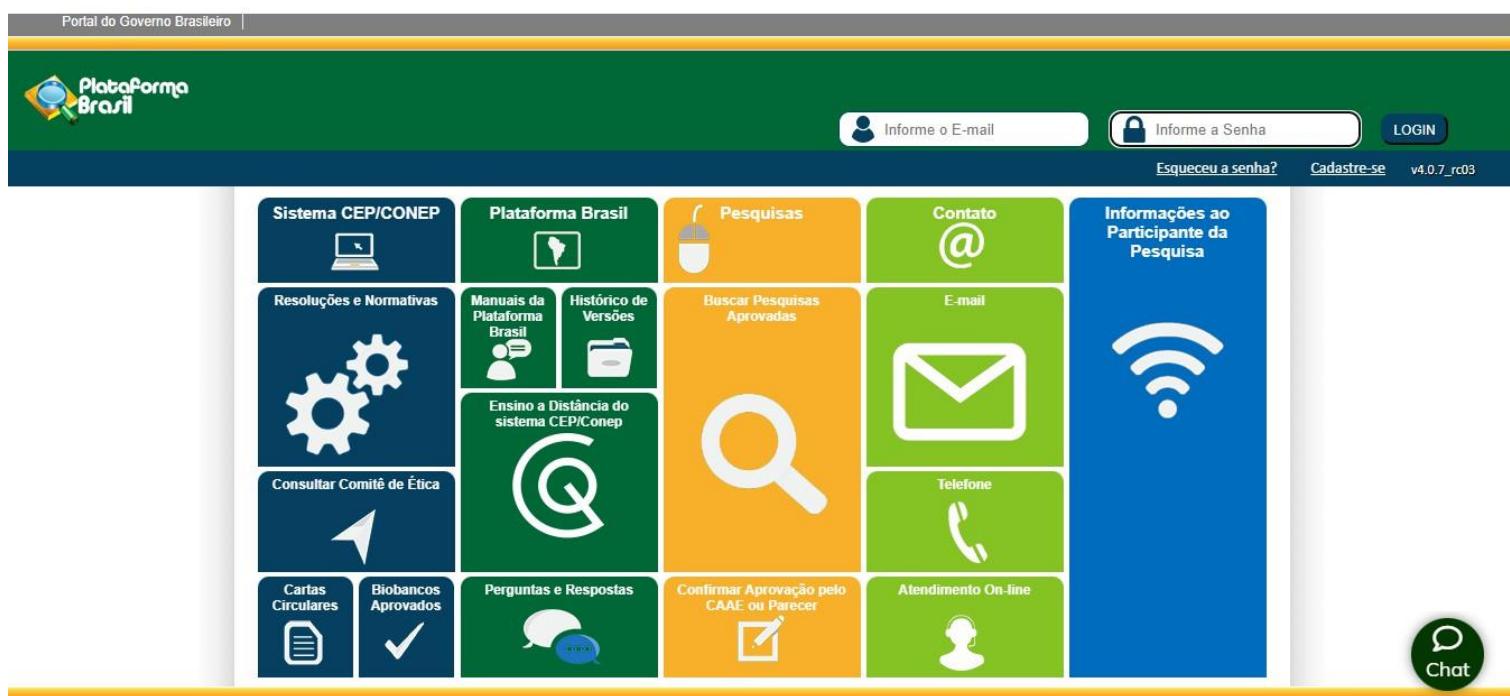 Portal do Governo Brasileiro
Plataforma
Brasil
Informe o E-mail
Informe a Senha
LOGIN
Esqueceu a senha?
Cadastre-se
v4.0.7_rc03
Sistema CEP/CONEP
Resoluções e Normativas
Consultar Comitê de Ética
Cartas
Circulares
Biobancos
Aprovados
Plataforma Brasil
Manuais da
Plataforma
Brasil
Histórico de
Versões
Ensino a Distância do
sistema CEP/Conep
Perguntas e Respostas
Pesquisas
Buscar Pesquisas
Aprovadas
Confirmar Aprovação pelo
CAAE ou Parecer
Contato
@
E-mail
Telefone
Atendimento On-line
Informações ao
Participante da
Pesquisa
Chat